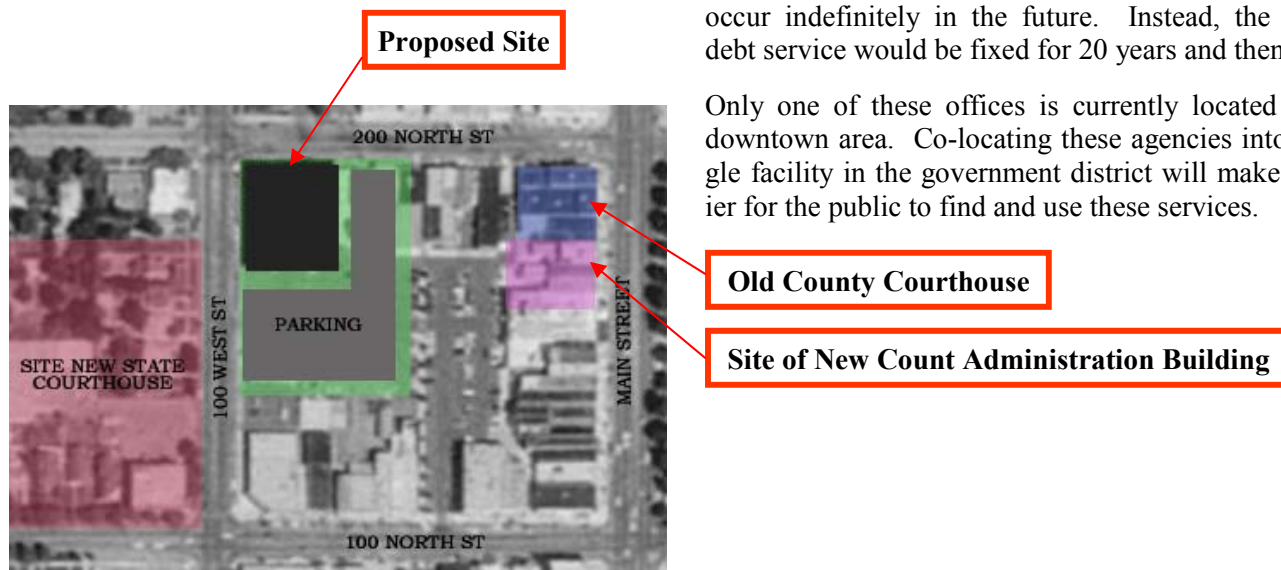 occur indefinitely in the future. Instead, the
debt service would be fixed for 20 years and then
Only one of these offices is currently located
downtown area. Co-locating these agencies into
gle facility in the government district will make
ier for the public to find and use these services.
Proposed Site
200 NORTH ST
Old County Courthouse
Site of New Count Administration Building
PARKING
SITE NEW STATE
COURTHOUSE
100 WEST ST
MAIN STREET
100 NORTH ST